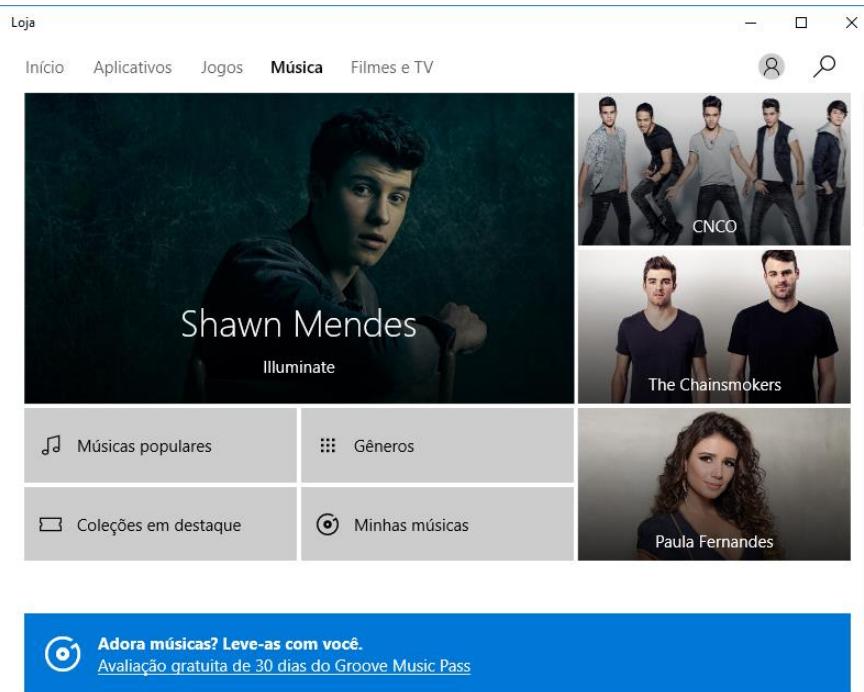 Loja
Início Aplicativos Jogos Música Filmes e TV
Shawn Mendes
Illuminate
CNCO
The Chainsmokers
Paula Fernandes
Músicas populares
Gêneros
Coleções em destaque
Minhas músicas
Adora músicas? Leve-as com você.
Avaliação gratuita de 30 dias do Groove Music Pass